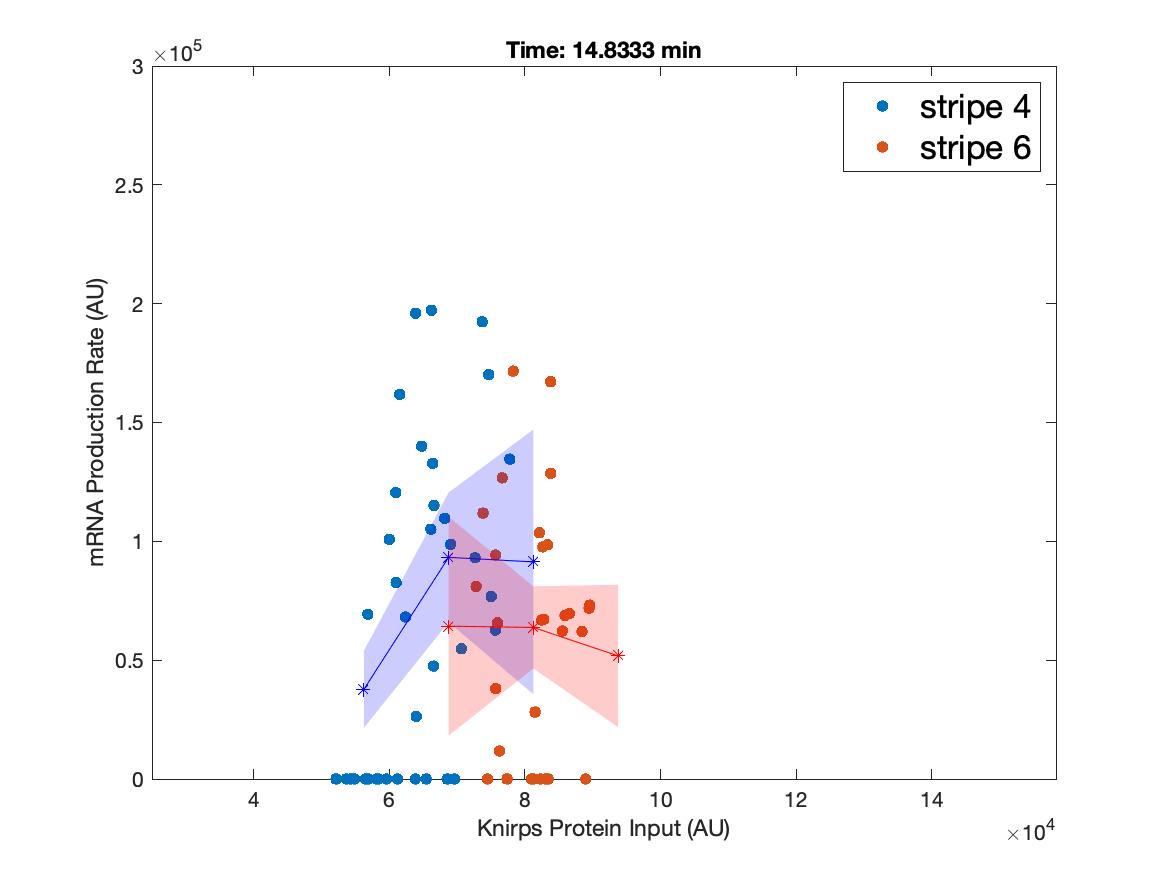 Time: 14.8333 min
×10⁵
3
2.5
2
1.5
1
0.5
0
mRNA Production Rate (AU)
stripe 4
stripe 6
4 6 8 10 12 14
Knirps Protein Input (AU)
×10⁴